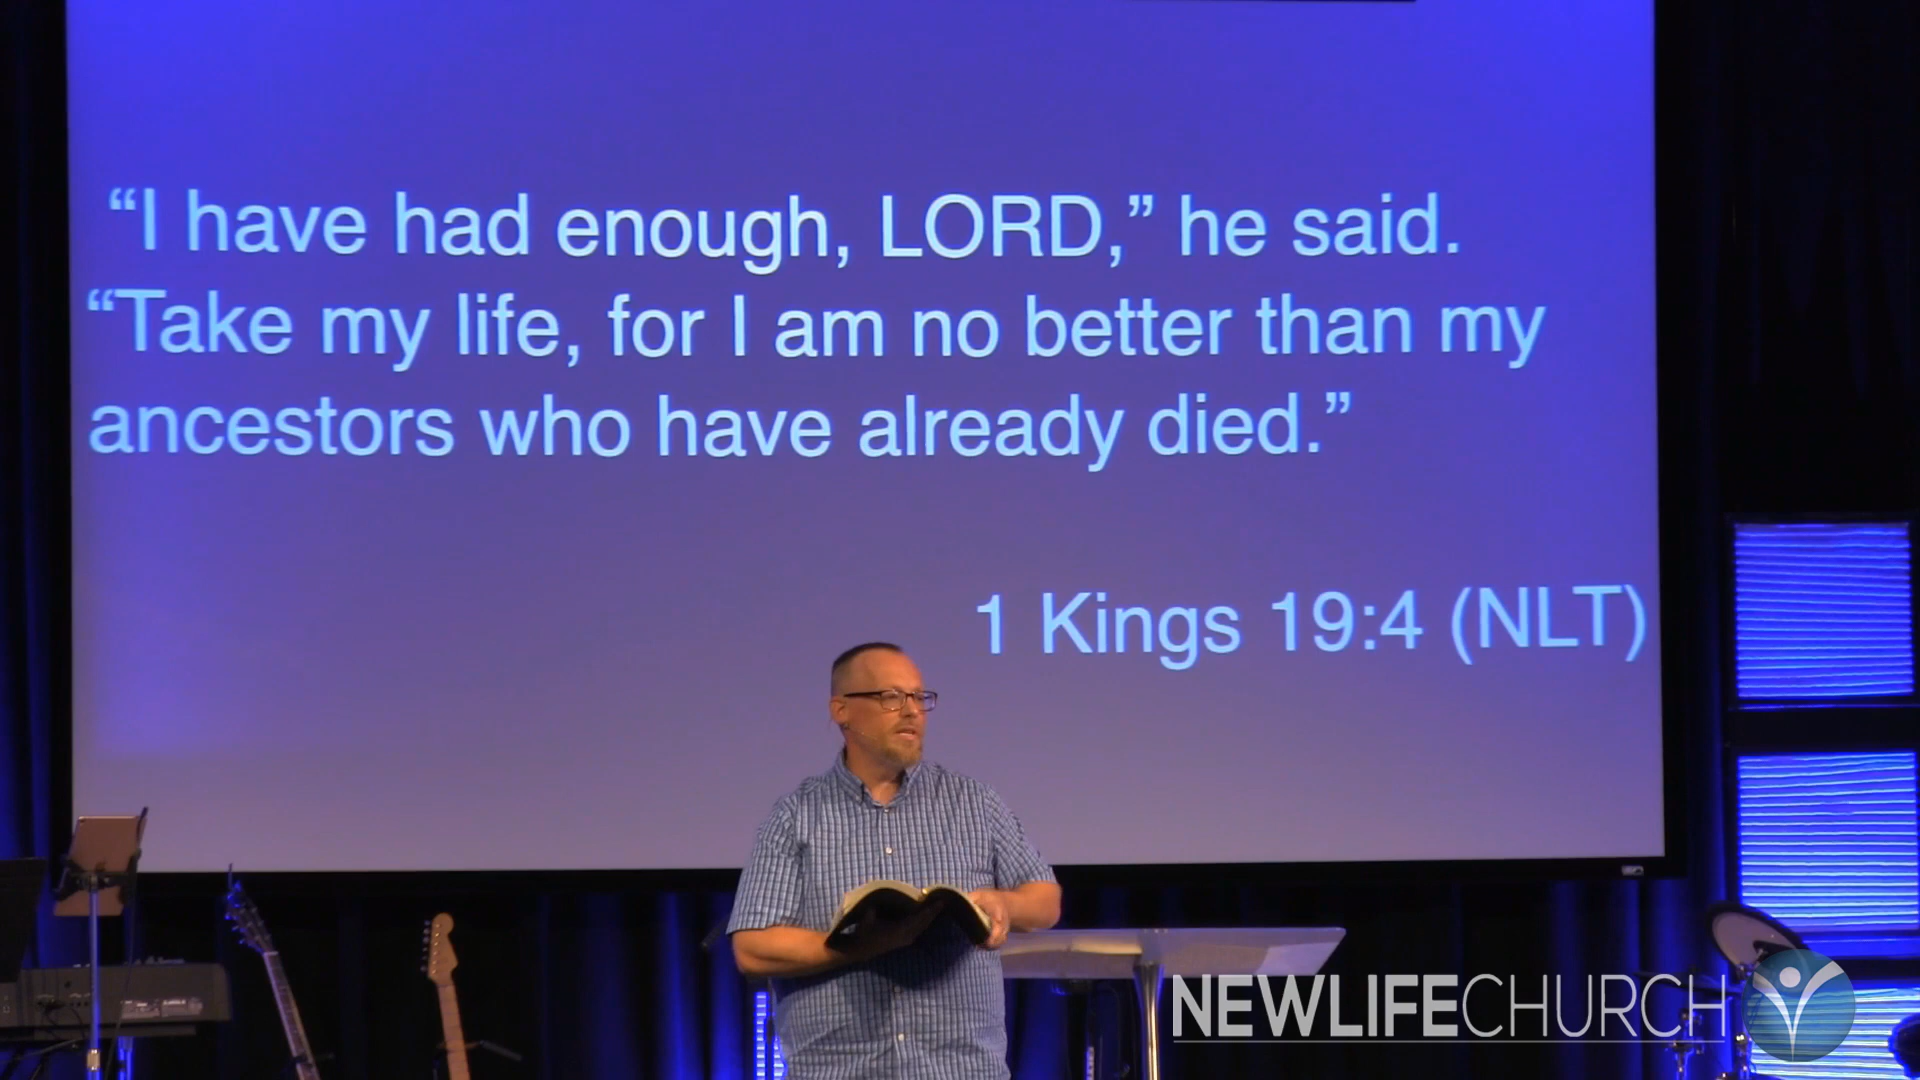 “I have had enough, LORD,” he said.
“Take my life, for I am no better than my
ancestors who have already died.”
1 Kings 19:4 (NLT)
NEWLIFECHURCH